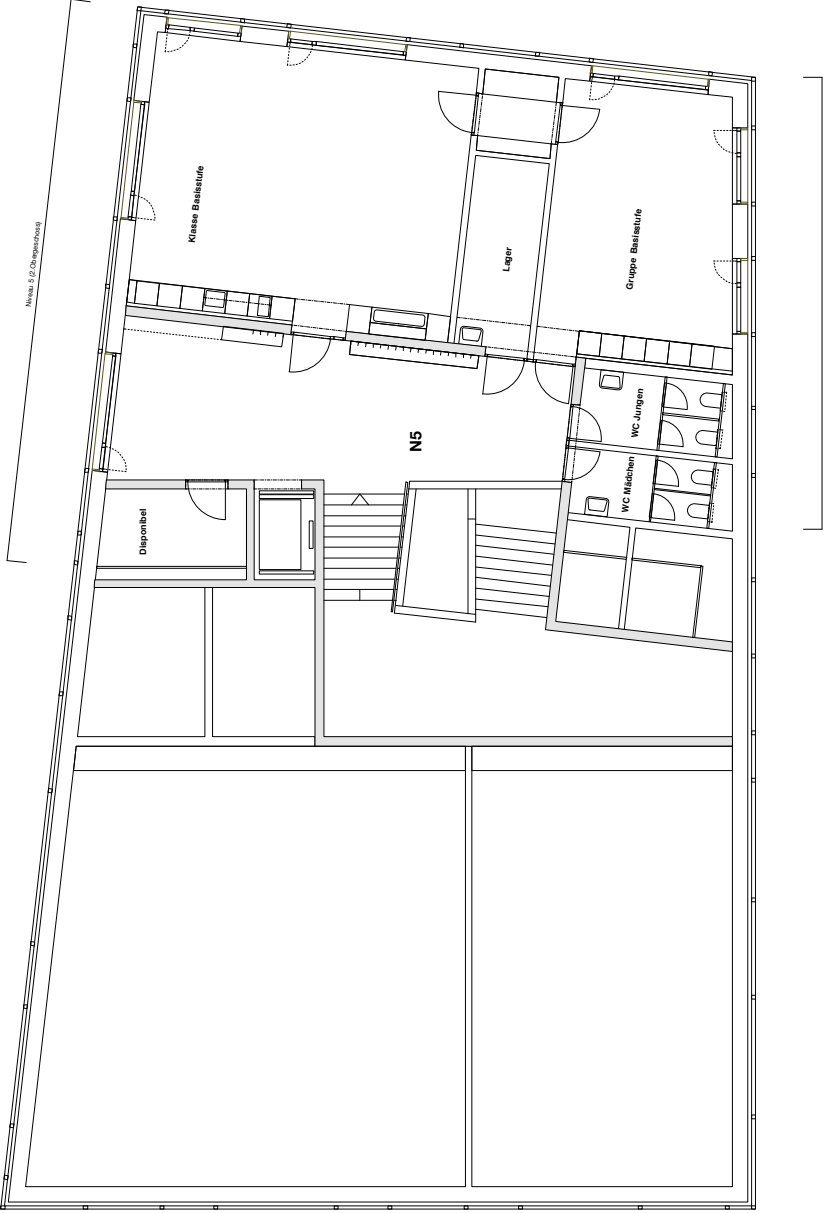 Niveau 5 (2.Obergeschoss)
Klasse Basisstufe
Lager
Gruppe Basisstufe
N5
WC Jungen
WC Mädchen
Disponibel